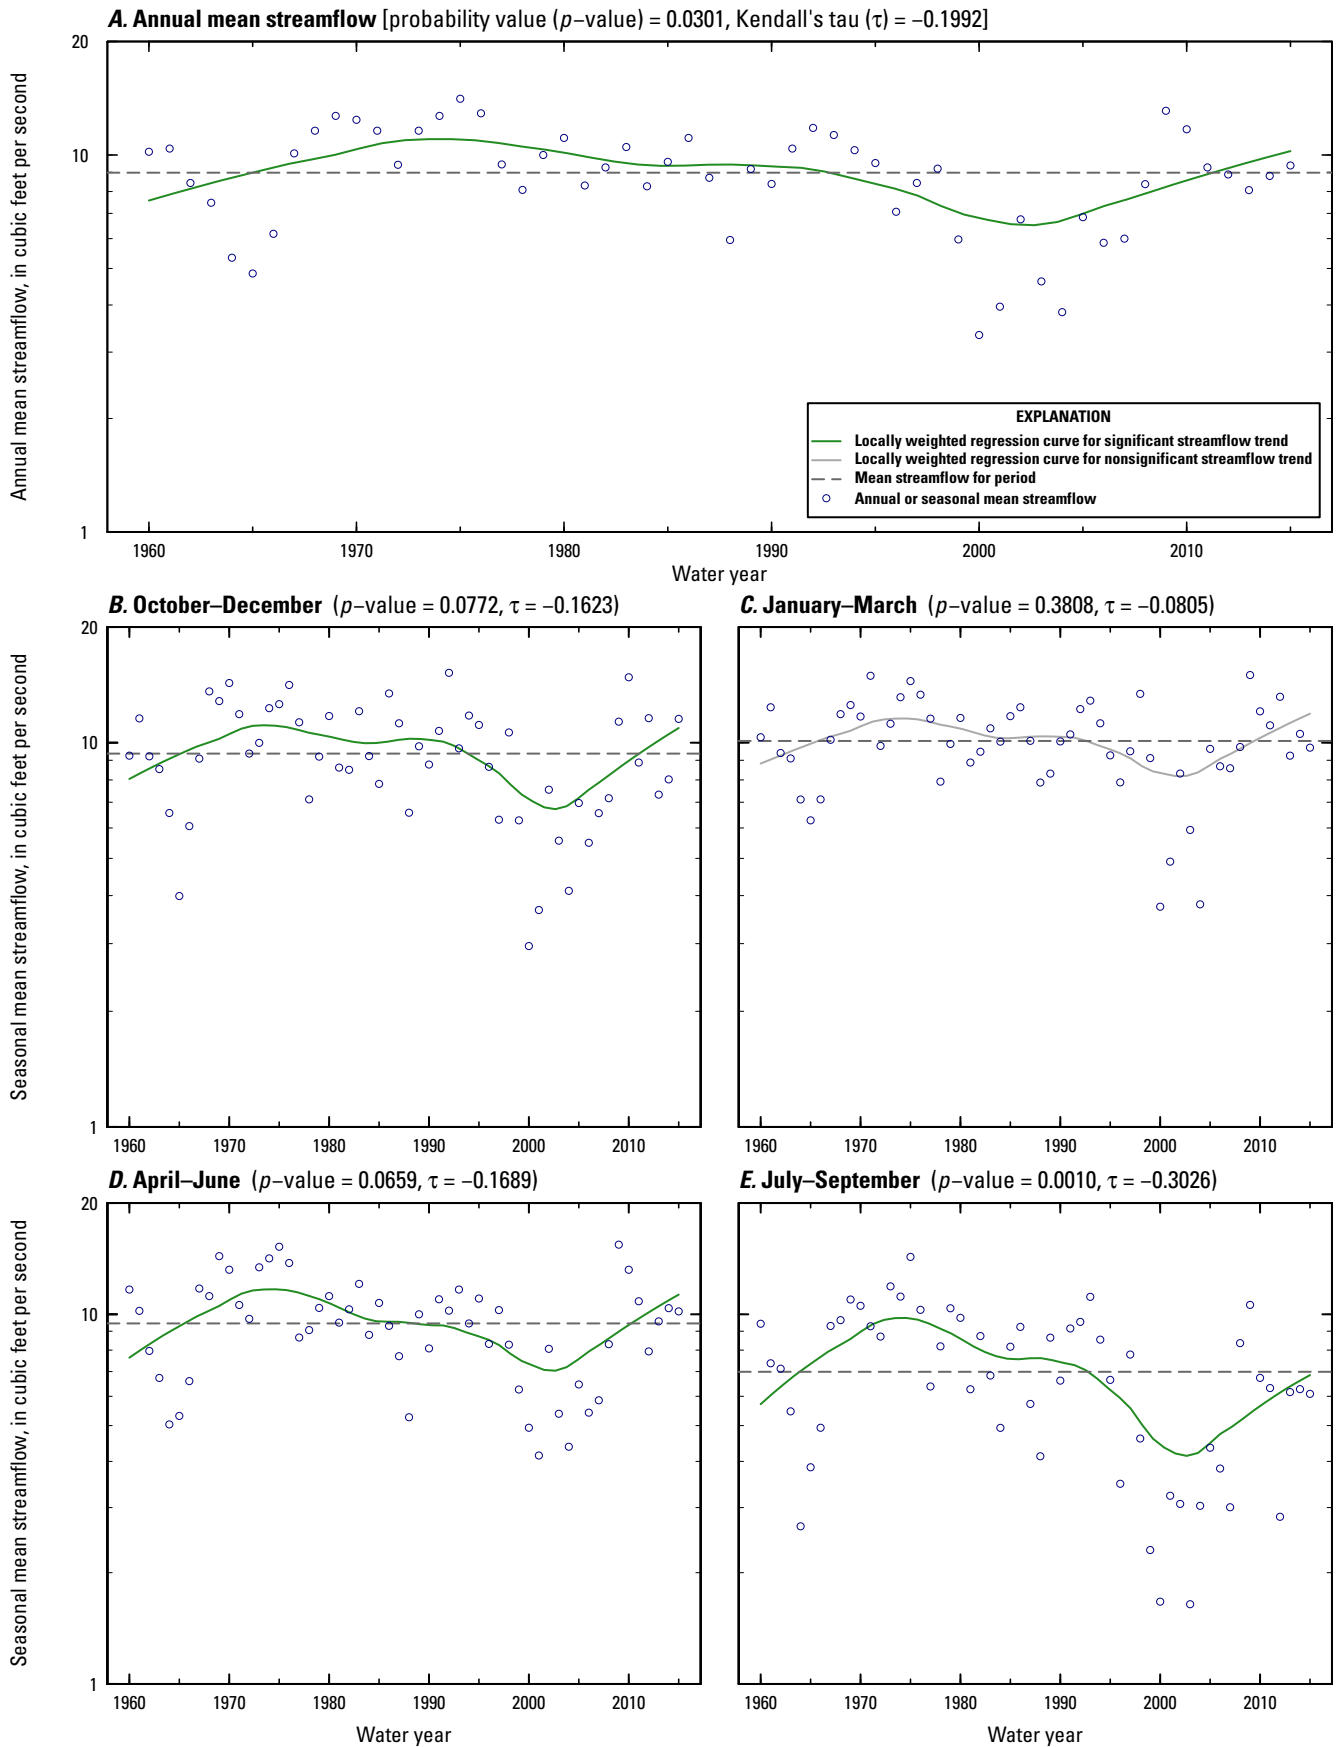 A. Annual mean streamflow [probability value (p–value) = 0.0301, Kendall's tau (τ) = –0.1992]
Annual mean streamflow, in cubic feet per second
20
10
1
EXPLANATION
Locally weighted regression curve for significant streamflow trend
Locally weighted regression curve for nonsignificant streamflow trend
Mean streamflow for period
Annual or seasonal mean streamflow
1960 1970 1980 1990 2000 2010
Water year
B. October–December (p–value = 0.0772, τ = –0.1623)
Seasonal mean streamflow, in cubic feet per second
20
10
1
1960 1970 1980 1990 2000 2010
C. January–March (p–value = 0.3808, τ = –0.0805)
1960 1970 1980 1990 2000 2010
D. April–June (p–value = 0.0659, τ = –0.1689)
Seasonal mean streamflow, in cubic feet per second
20
10
1
1960 1970 1980 1990 2000 2010
Water year
E. July–September (p–value = 0.0010, τ = –0.3026)
1960 1970 1980 1990 2000 2010
Water year